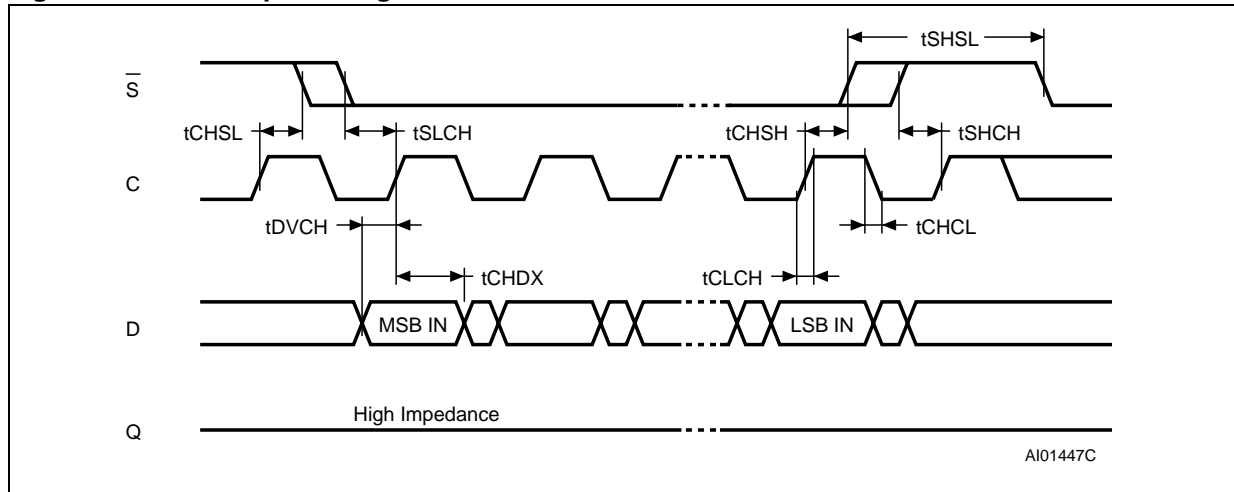 tSHSL
S
tCHSL
tSLCH
tCHSH
tSHCH
C
tDVCH
tCHCL
tCHDX
tCLCH
D
MSB IN
LSB IN
High Impedance
Q
AI01447C